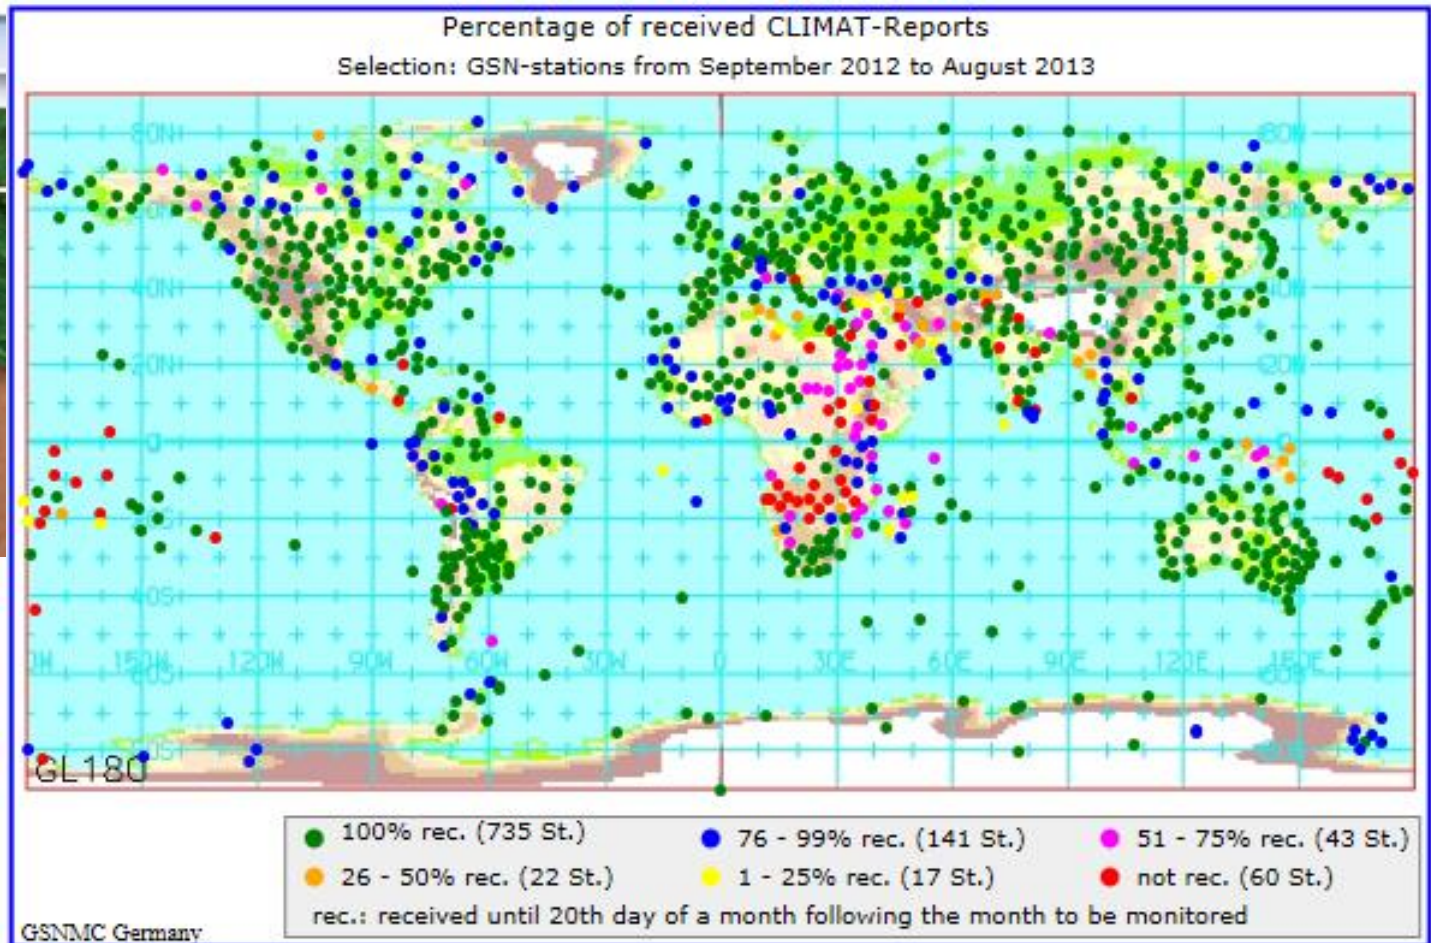 Percentage of received CLIMAT-Reports
Selection: GSN-stations from September 2012 to August 2013
80N 80N
40N
20N
0 0
40S
0W 150W 120W 90W 60W 30W 0 30E 60E 90E 120E 150E
60S
GL180
100% rec. (735 St.) 76 - 99% rec. (141 St.) 51 - 75% rec. (43 St.)
26 - 50% rec. (22 St.) 1 - 25% rec. (17 St.) not rec. (60 St.)
rec.: received until 20th day of a month following the month to be monitored
GSNMC Germany